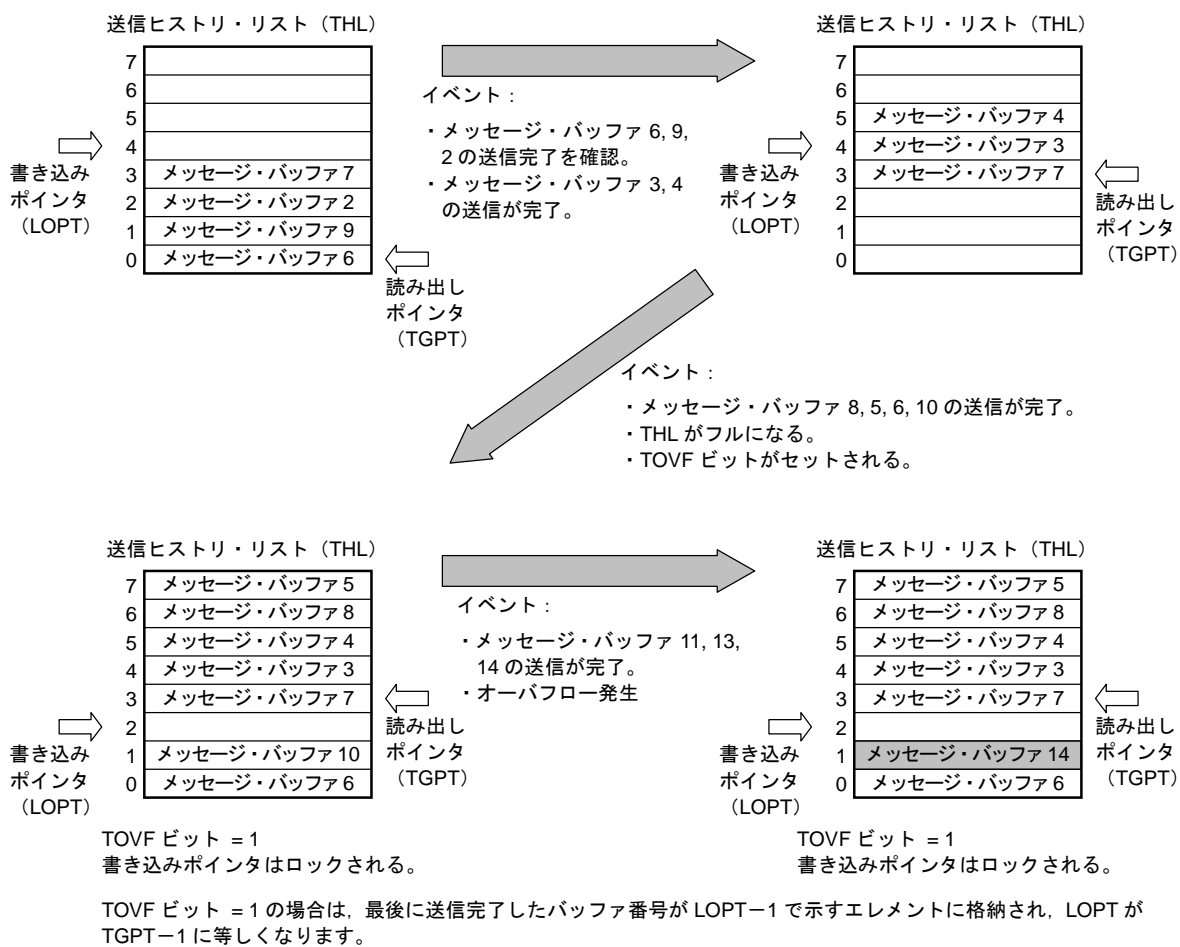 送信ヒストリ・リスト（THL）
7
6
5
4
3 メッセージ・バッファ 7
2 メッセージ・バッファ 2
1 メッセージ・バッファ 9
0 メッセージ・バッファ 6
書き込み
ポインタ
（LOPT）
読み出し
ポインタ
（TGPT）
イベント：
・メッセージ・バッファ 6, 9,
2 の送信完了を確認。
・メッセージ・バッファ 3, 4
の送信が完了。
送信ヒストリ・リスト（THL）
7
6
5 メッセージ・バッファ 4
4 メッセージ・バッファ 3
3 メッセージ・バッファ 7
2
1
0
書き込み
ポインタ
（LOPT）
読み出し
ポインタ
（TGPT）
イベント：
・メッセージ・バッファ 8, 5, 6, 10 の送信が完了。
・THL がフルになる。
・TOVF ビットがセットされる。
送信ヒストリ・リスト（THL）
7 メッセージ・バッファ 5
6 メッセージ・バッファ 8
5 メッセージ・バッファ 4
4 メッセージ・バッファ 3
3 メッセージ・バッファ 7
2
1 メッセージ・バッファ 10
0 メッセージ・バッファ 6
書き込み
ポインタ
（LOPT）
読み出し
ポインタ
（TGPT）
TOVF ビット ＝1
書き込みポインタはロックされる。
イベント：
・メッセージ・バッファ 11, 13,
14 の送信が完了。
・オーバフロー発生
送信ヒストリ・リスト（THL）
7 メッセージ・バッファ 5
6 メッセージ・バッファ 8
5 メッセージ・バッファ 4
4 メッセージ・バッファ 3
3 メッセージ・バッファ 7
2
1 メッセージ・バッファ 14
0 メッセージ・バッファ 6
書き込み
ポインタ
（LOPT）
読み出し
ポインタ
（TGPT）
TOVF ビット ＝1
書き込みポインタはロックされる。
TOVF ビット ＝1 の場合は，最後に送信完了したバッファ番号が LOPT－1 で示すエレメントに格納され，LOPT が
TGPT－1 に等しくなります。